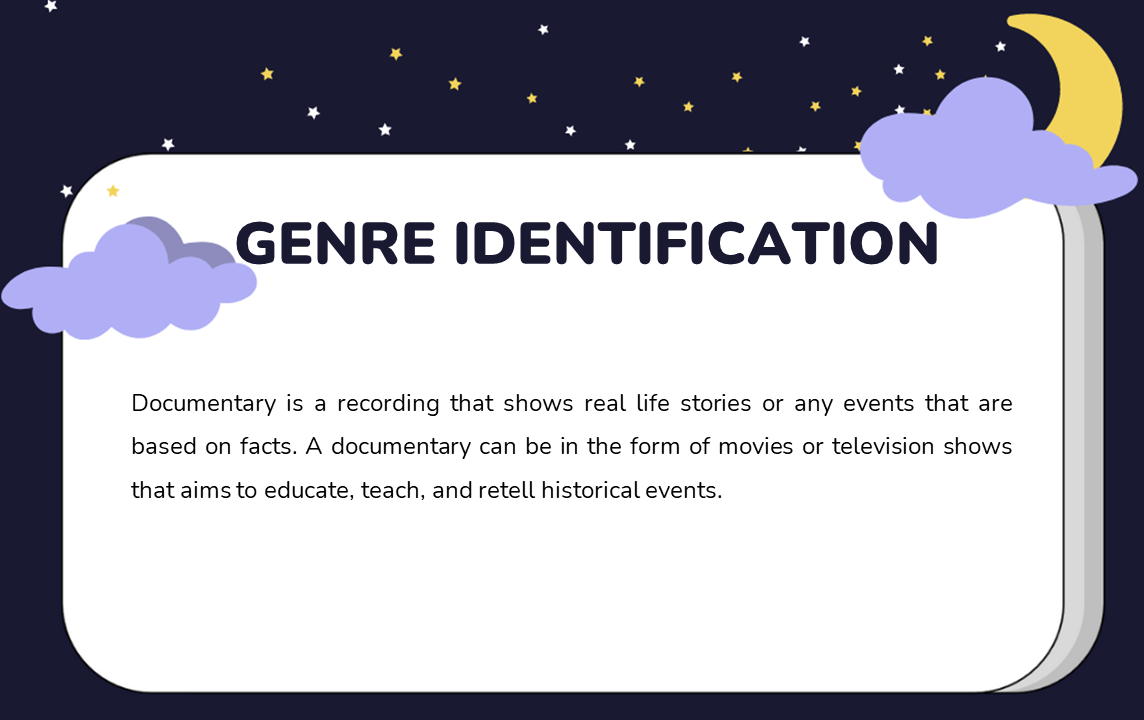 GENRE IDENTIFICATION
Documentary is a recording that shows real life stories or any events that are
based on facts. A documentary can be in the form of movies or television shows
that aims to educate, teach, and retell historical events.